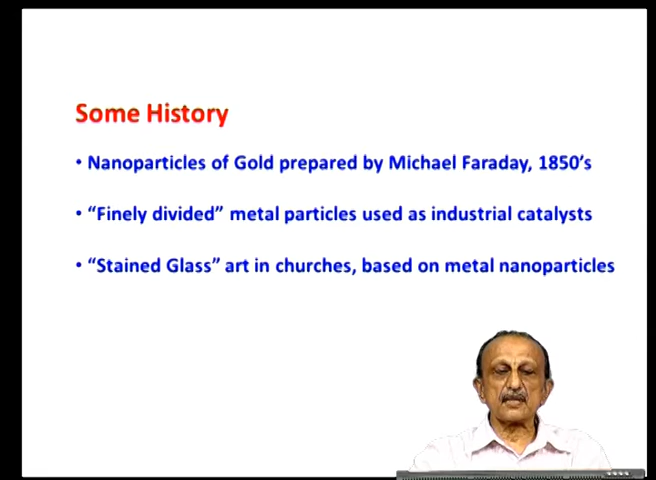 Some History
• Nanoparticles of Gold prepared by Michael Faraday, 1850's
• “Finely divided” metal particles used as industrial catalysts
• “Stained Glass” art in churches, based on metal nanoparticles